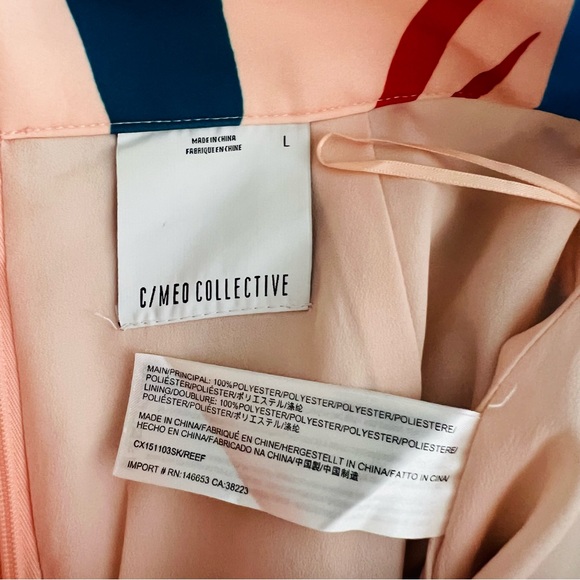 MADE IN CHINA
FABRIQUE EN CHINE
L
C/MEO COLLECTIVE
MAIN/PRINCIPAL: 100%POLYESTER/POLYESTER/POLYESTER/POLIESTERE/
POLIÉSTER/POLIÉSTER/ポリエステル/涤纶
LINING/DOUBLURE: 100%POLYESTER/POLYESTER/POLYESTER/POLIESTERE/
POLIÉSTER/POLIÉSTER/ポリエステル/涤纶
MADE IN CHINA/FABRIQUÉ EN CHINE/HERGESTELLT IN CHINA/FATTO IN CINA/
HECHO EN CHINA/FABRICADO NA CHINA/中国製/中国制造
CX151103SK/REEF
IMPORT # RN:146653 CA:38223